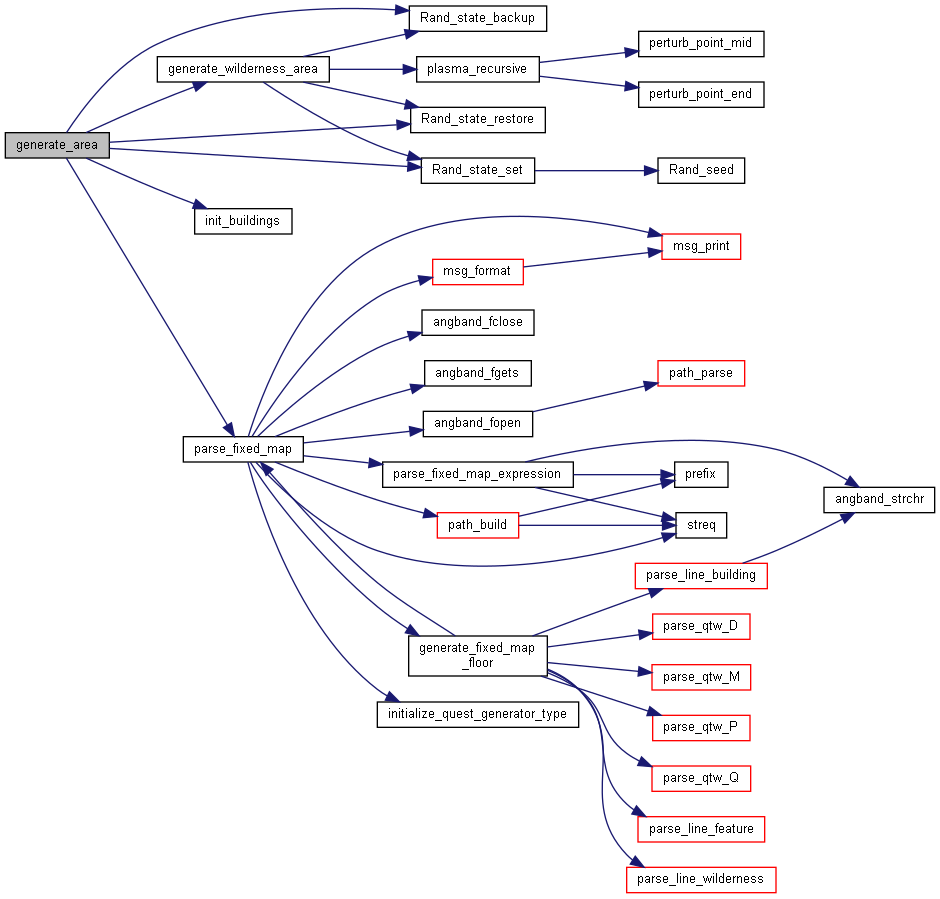 Rand_state_backup
perturb_point_mid
generate_wilderness_area
plasma_recursive
perturb_point_end
Rand_state_restore
generate_area
Rand_state_set
Rand_seed
init_buildings
msg_print
msg_format
angband_fclose
angband_fgets
path_parse
angband_fopen
parse_fixed_map
parse_fixed_map_expression
prefix
angband_strchr
path_build
streq
parse_line_building
parse_qtw_D
generate_fixed_map
_floor
parse_qtw_M
initialize_quest_generator_type
parse_qtw_P
parse_qtw_Q
parse_line_feature
parse_line_wilderness